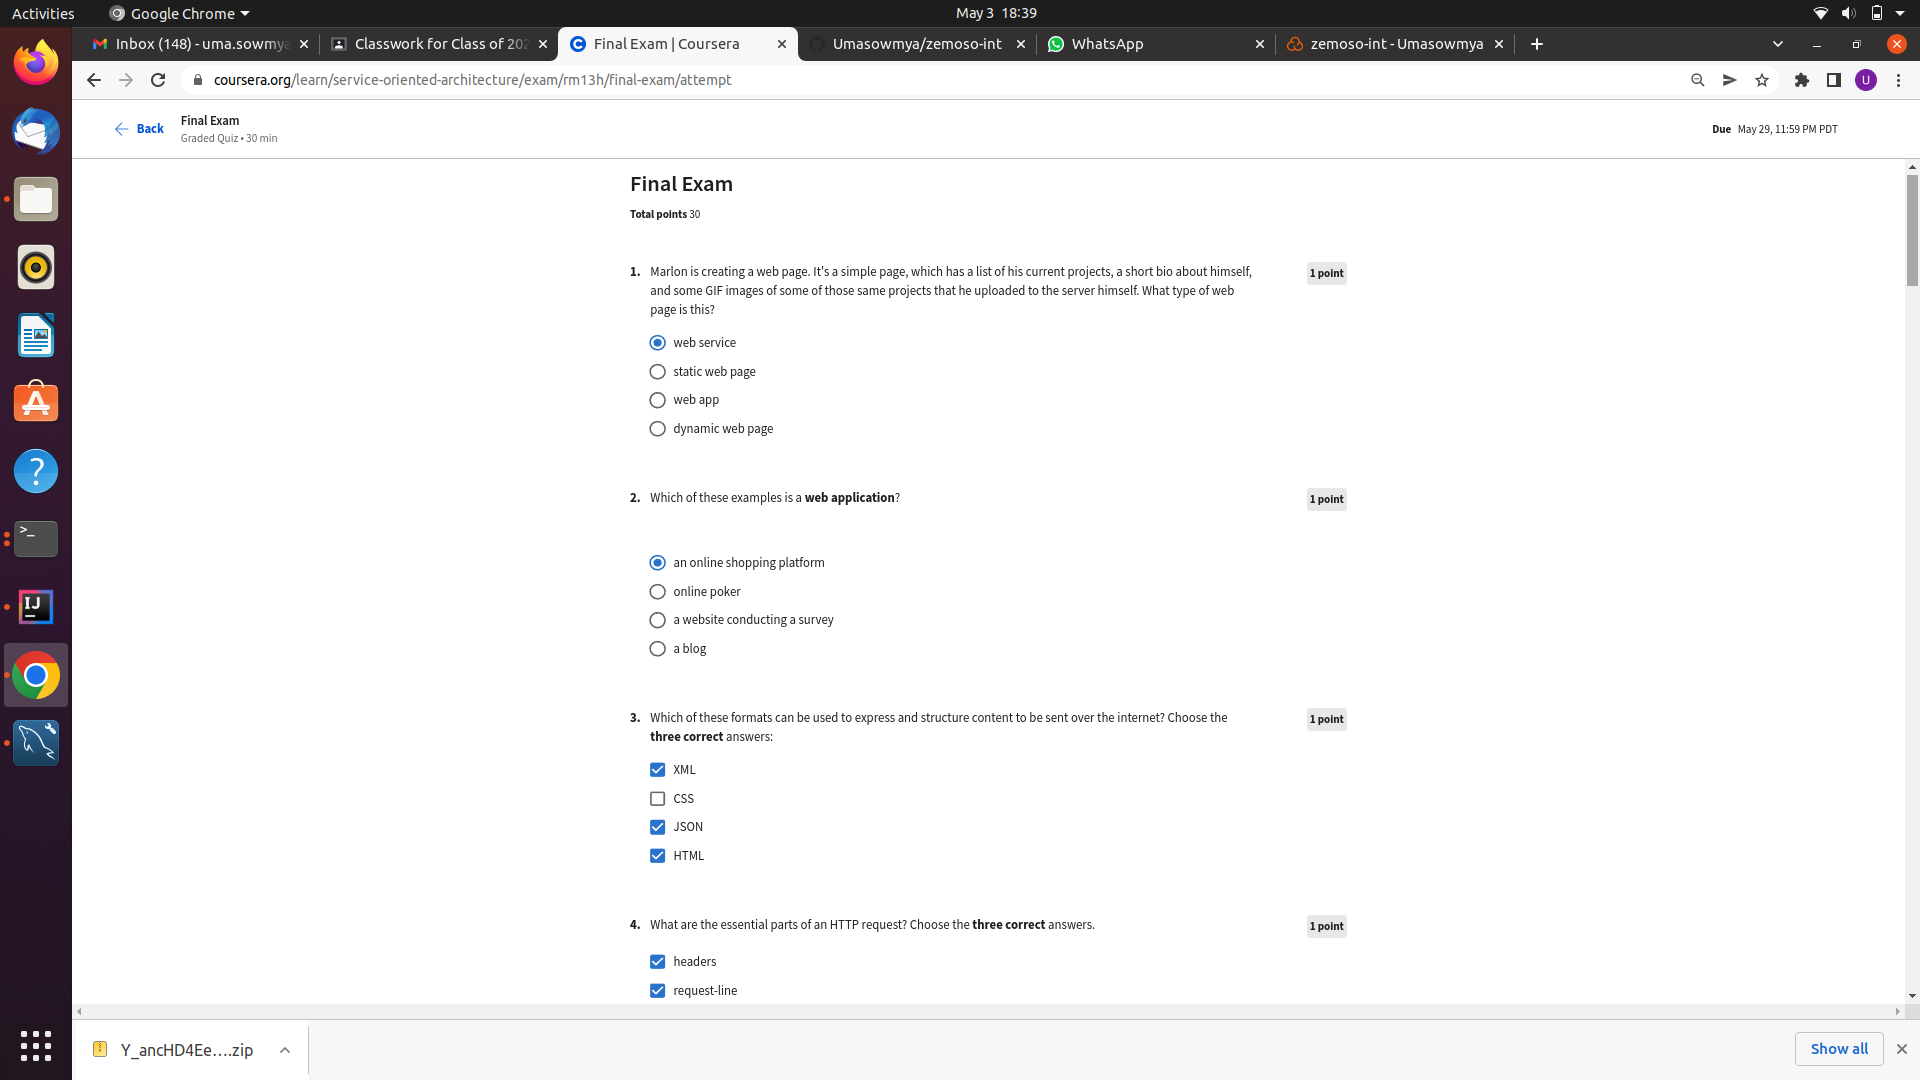 Activities
Google Chrome
May 3 18:39
Inbox (148) - uma.sowmya
Classwork for Class of 202
Final Exam | Coursera
Umasowmya/zemoso-int
WhatsApp
zemoso-int - Umasowmya
coursera.org/learn/service-oriented-architecture/exam/rm13h/final-exam/attempt
U
Back
Final Exam
Graded Quiz • 30 min
Due May 29, 11:59 PM PDT
Final Exam
Total points 30
1. Marlon is creating a web page. It's a simple page, which has a list of his current projects, a short bio about himself,
and some GIF images of some of those same projects that he uploaded to the server himself. What type of web
page is this?
1 point
web service
static web page
web app
dynamic web page
2. Which of these examples is a web application?
1 point
an online shopping platform
online poker
a website conducting a survey
a blog
3. Which of these formats can be used to express and structure content to be sent over the internet? Choose the
three correct answers:
1 point
XML
CSS
JSON
HTML
4. What are the essential parts of an HTTP request? Choose the three correct answers.
1 point
headers
request-line
Y_ancHD4Ee....zip
Show all